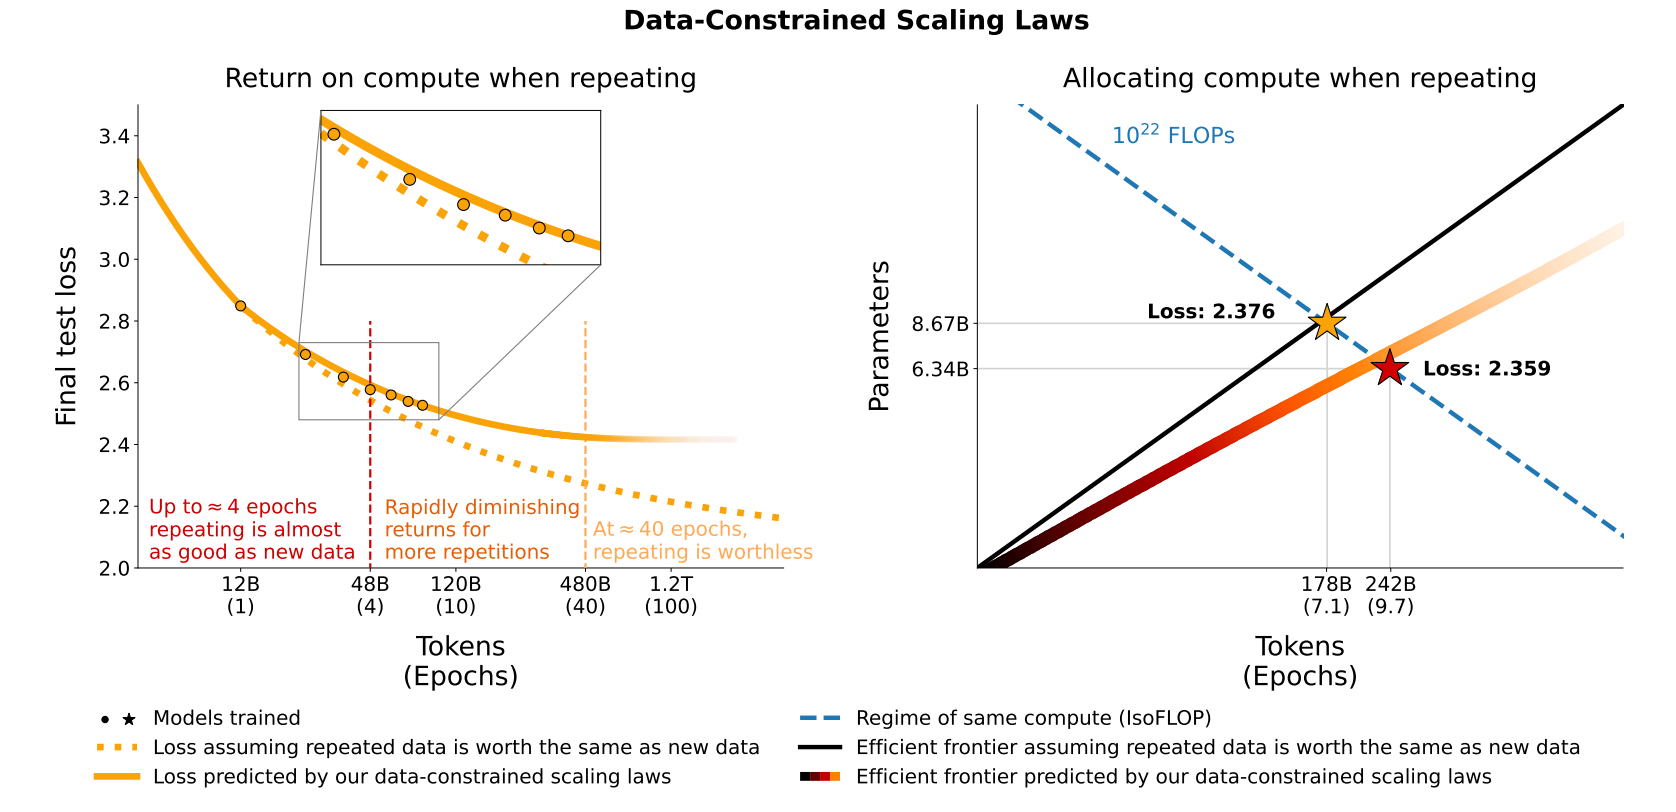 Data-Constrained Scaling Laws
Return on compute when repeating
Final test loss
3.4
3.2
3.0
2.8
2.6
2.4
2.2
2.0
Up to ≈ 4 epochs
repeating is almost
as good as new data
Rapidly diminishing
returns for
more repetitions
At ≈ 40 epochs,
repeating is worthless
12B
(1)
48B
(4)
120B
(10)
480B
(40)
1.2T
(100)
Tokens
(Epochs)
Allocating compute when repeating
Parameters
10²² FLOPs
Loss: 2.376
8.67B
6.34B
Loss: 2.359
178B
(7.1)
242B
(9.7)
Tokens
(Epochs)
Models trained
Loss assuming repeated data is worth the same as new data
Loss predicted by our data-constrained scaling laws
Regime of same compute (IsoFLOP)
Efficient frontier assuming repeated data is worth the same as new data
Efficient frontier predicted by our data-constrained scaling laws